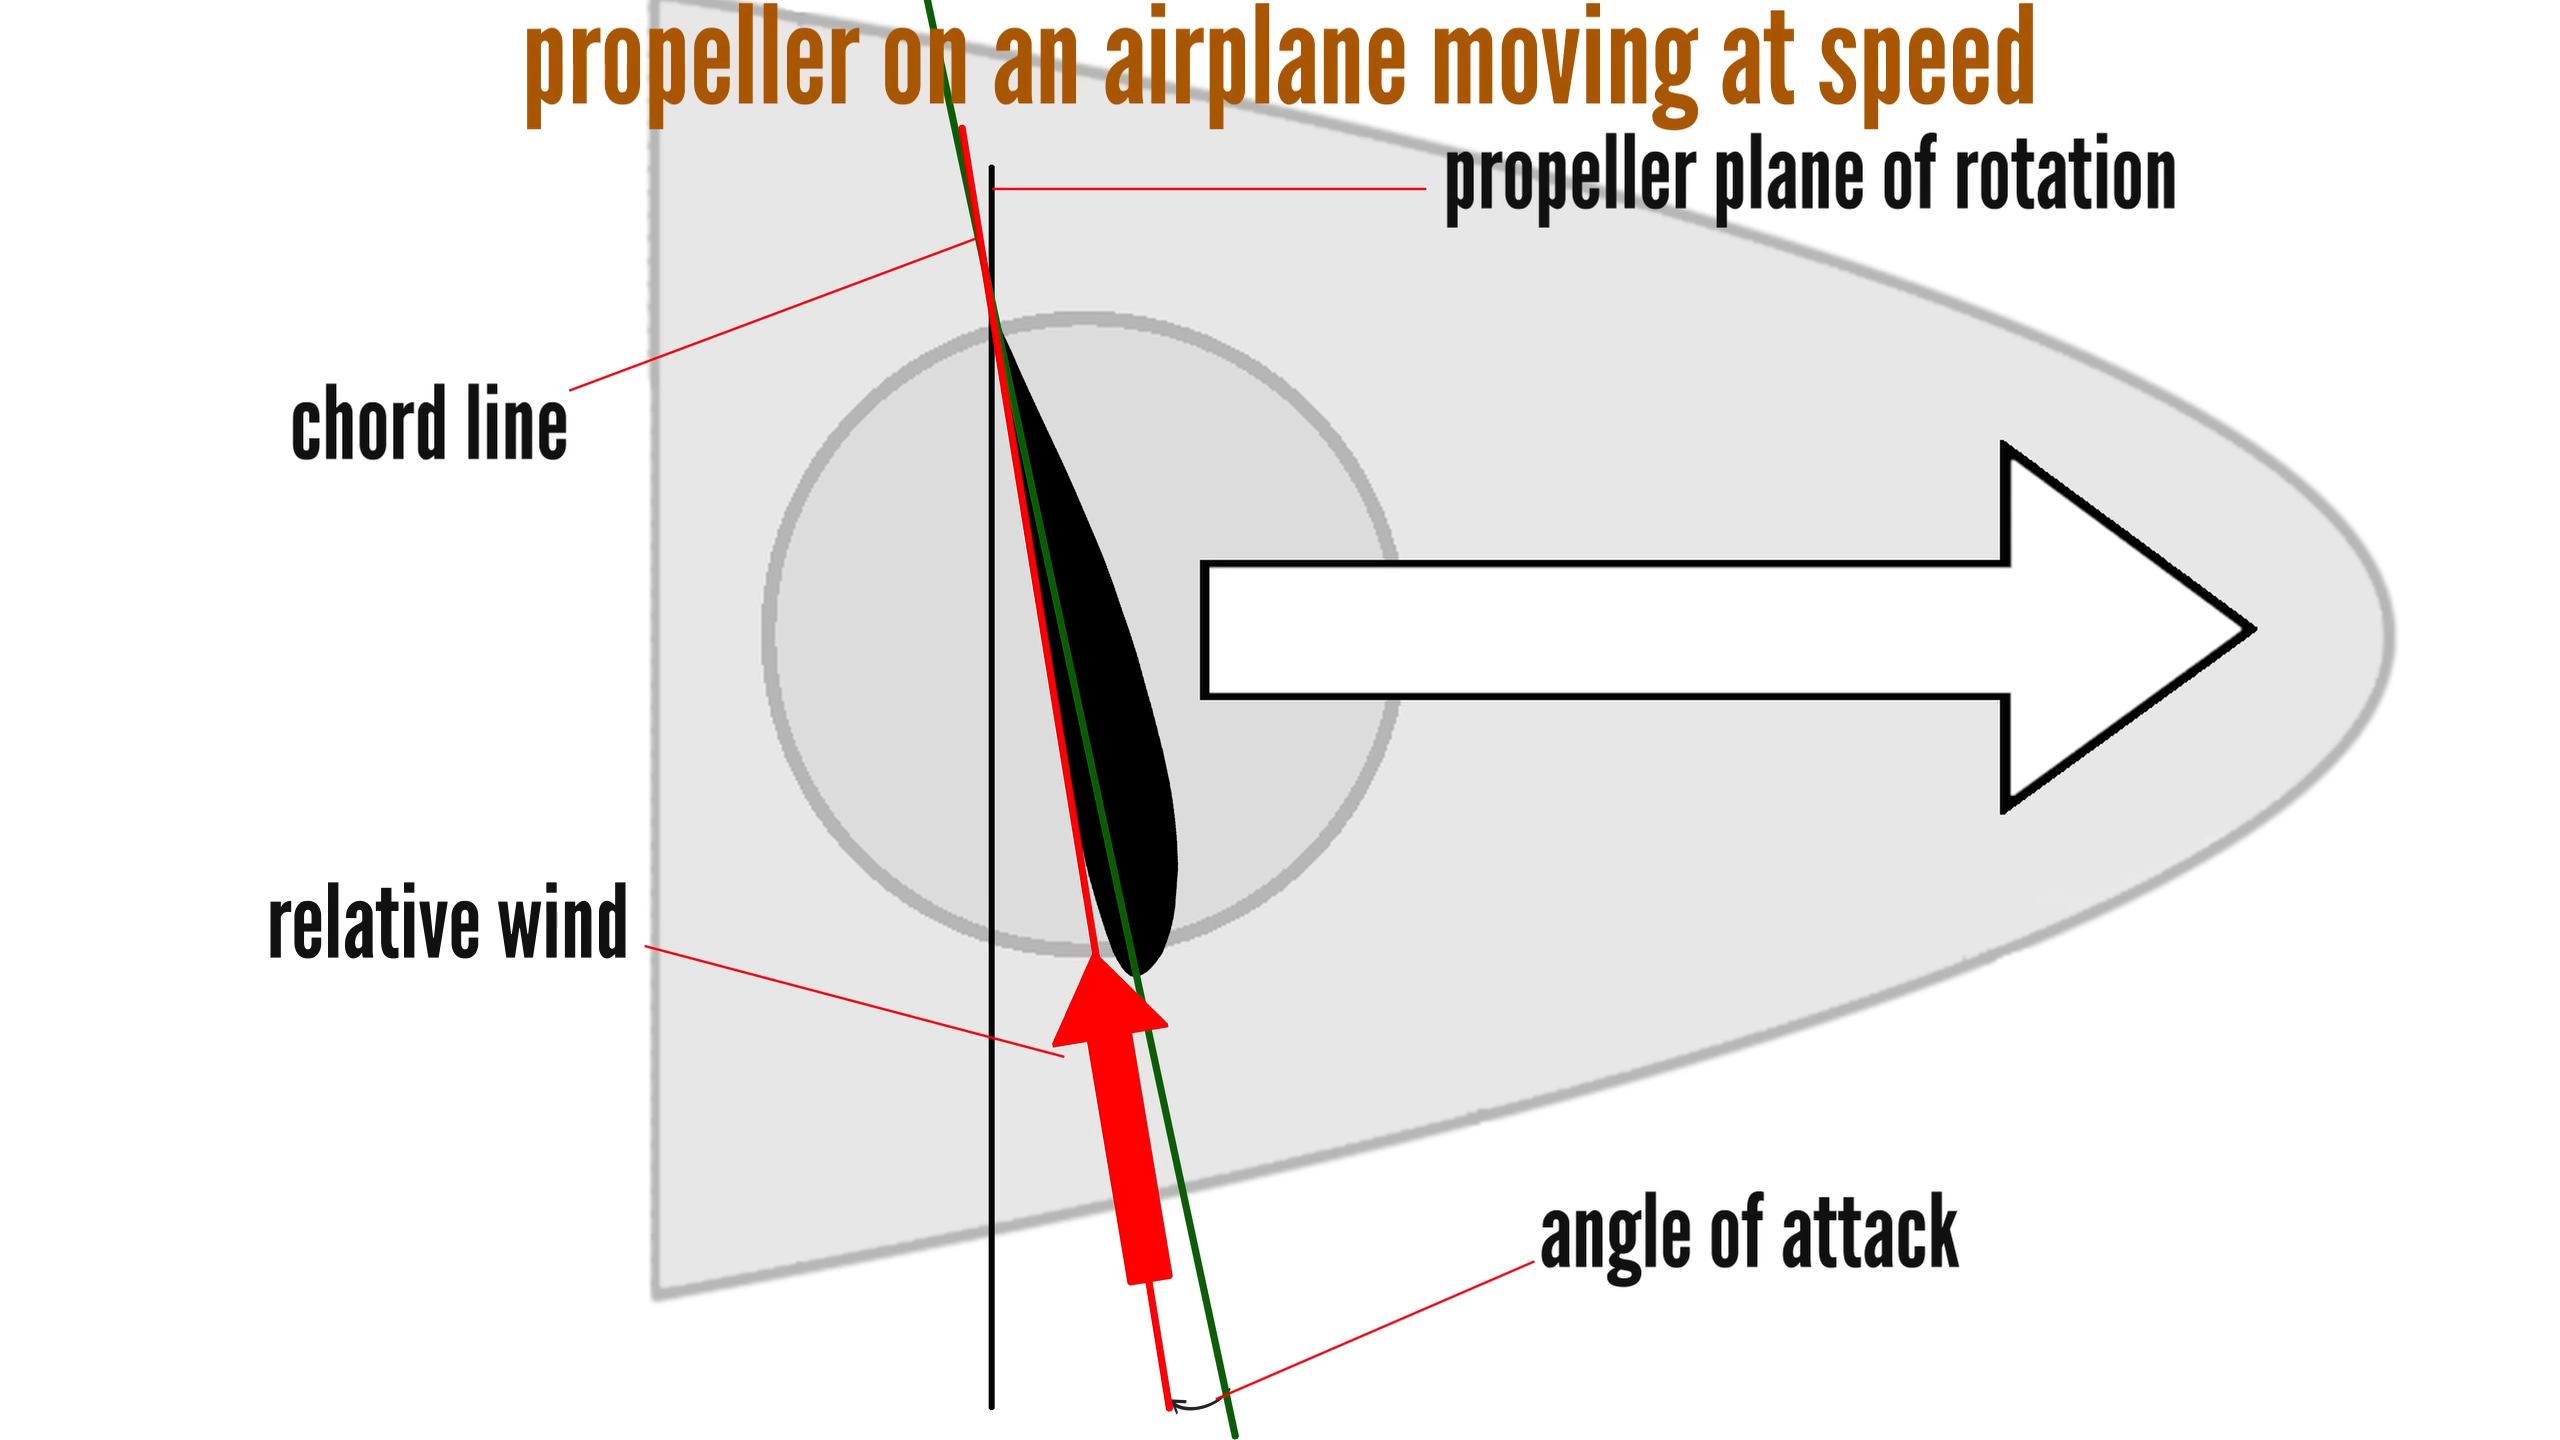 propeller on an airplane moving at speed
propeller plane of rotation
chord line
relative wind
angle of attack